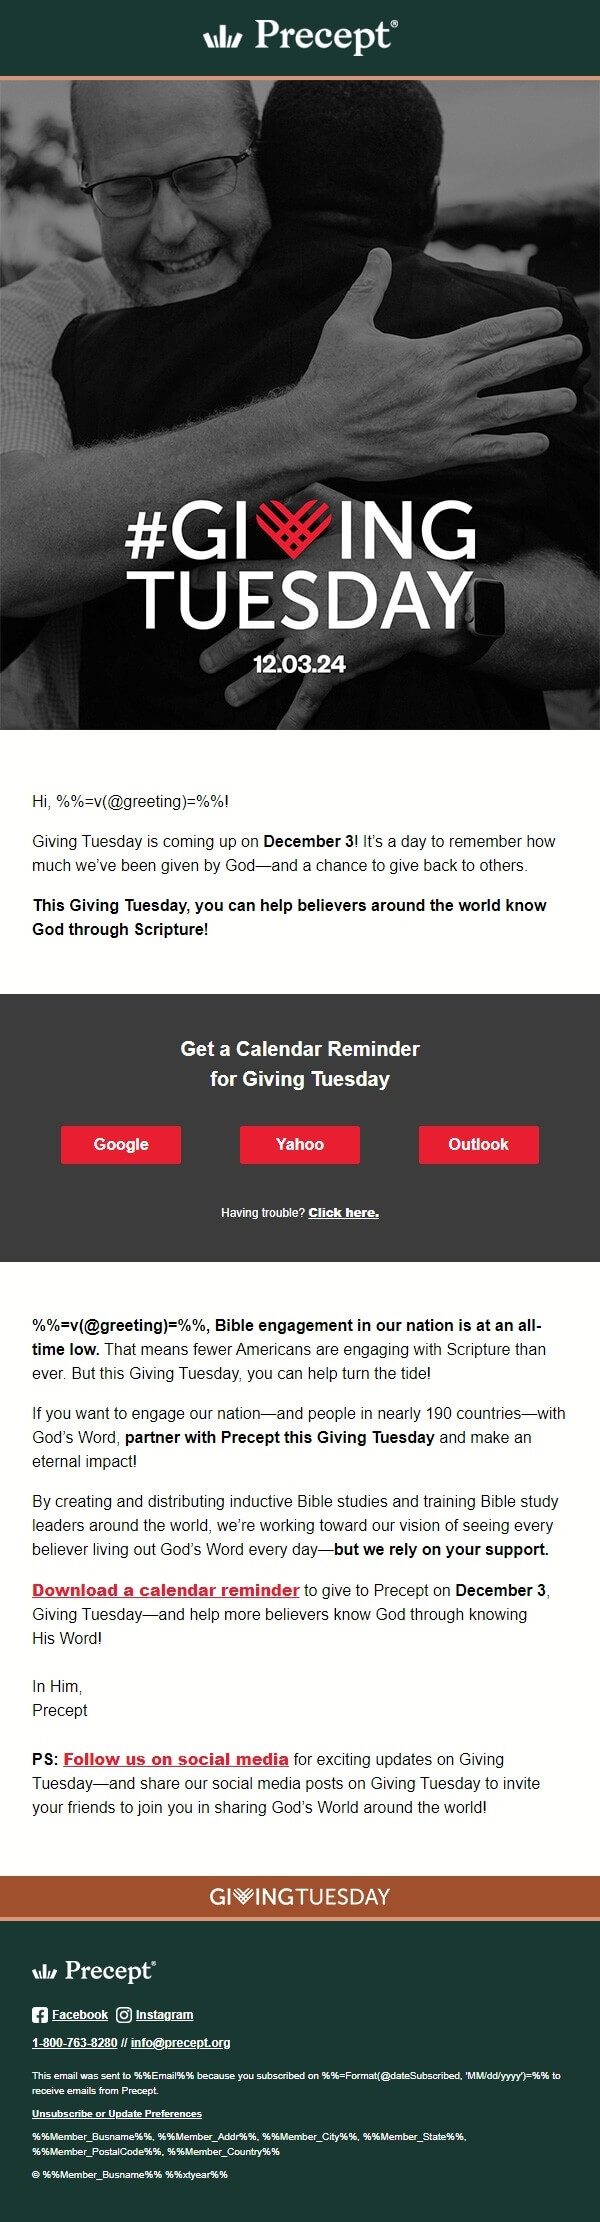 Precept®
#GIVING
TUESDAY
12.03.24
Hi, %%=v(@greeting)=%%!
Giving Tuesday is coming up on December 3! It's a day to remember how
much we've been given by God—and a chance to give back to others.
This Giving Tuesday, you can help believers around the world know
God through Scripture!
Get a Calendar Reminder
for Giving Tuesday
Google
Yahoo
Outlook
Having trouble? Click here.
%%=v(@greeting)=%%, Bible engagement in our nation is at an all-
time low. That means fewer Americans are engaging with Scripture than
ever. But this Giving Tuesday, you can help turn the tide!
If you want to engage our nation—and people in nearly 190 countries—with
God's Word, partner with Precept this Giving Tuesday and make an
eternal impact!
By creating and distributing inductive Bible studies and training Bible study
leaders around the world, we're working toward our vision of seeing every
believer living out God's Word every day—but we rely on your support.
Download a calendar reminder to give to Precept on December 3,
Giving Tuesday—and help more believers know God through knowing
His Word!
In Him,
Precept
PS: Follow us on social media for exciting updates on Giving
Tuesday—and share our social media posts on Giving Tuesday to invite
your friends to join you in sharing God's World around the world!
GIVINGTUESDAY
Precept®
Facebook Instagram
1-800-763-8280 // info@precept.org
This email was sent to %%Email%% because you subscribed on %%=Format(@dateSubscribed, 'MM/dd/yyyy')=%% to
receive emails from Precept.
Unsubscribe or Update Preferences
%%Member_Busname%%, %%Member_Addr%%, %%Member_City%%, %%Member_State%%,
%%Member_PostalCode%%, %%Member_Country%%
© %%Member_Busname%% %%xtyear%%